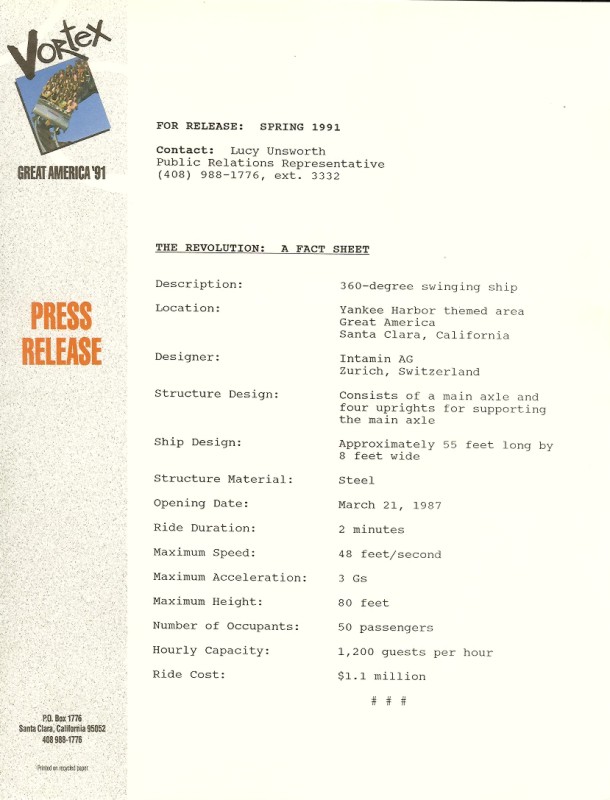 Vortex
GREAT AMERICA '91
PRESS
RELEASE
P.O. Box 1776
Santa Clara, California 95052
408 988-1776
Printed on recycled paper
FOR RELEASE: SPRING 1991
Contact: Lucy Unsworth
Public Relations Representative
(408) 988-1776, ext. 3332
THE REVOLUTION: A FACT SHEET
Description: 360-degree swinging ship
Location: Yankee Harbor themed area
Great America
Santa Clara, California
Designer: Intamin AG
Zurich, Switzerland
Structure Design: Consists of a main axle and
four uprights for supporting
the main axle
Ship Design: Approximately 55 feet long by
8 feet wide
Structure Material: Steel
Opening Date: March 21, 1987
Ride Duration: 2 minutes
Maximum Speed: 48 feet/second
Maximum Acceleration: 3 Gs
Maximum Height: 80 feet
Number of Occupants: 50 passengers
Hourly Capacity: 1,200 guests per hour
Ride Cost: $1.1 million
# # #